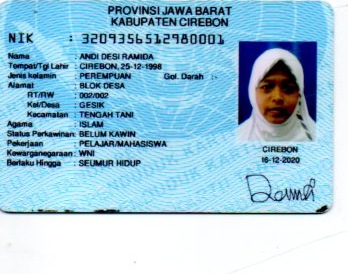 PROVINSI JAWA BARAT
KABUPATEN CIREBON
NIK : 3209356512980001
Nama : ANDI DESI RAMIDA
Tempat/Tgl Lahir : CIREBON, 25-12-1998
Jenis kelamin : PEREMPUAN Gol. Darah :-
Alamat : BLOK DESA
RT/RW : 002/002
Kel/Desa : GESIK
Kecamatan : TENGAH TANI
Agama : ISLAM
Status Perkawinan: BELUM KAWIN
Pekerjaan : PELAJAR/MAHASISWA
Kewarganegaraan: WNI
Berlaku Hingga : SEUMUR HIDUP
CIREBON
16-12-2020